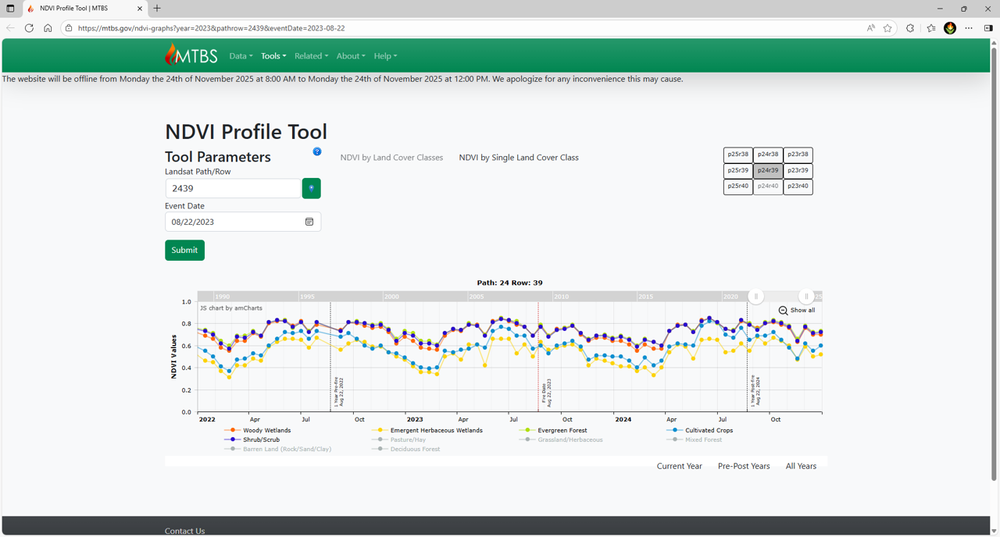 NDVI Profile Tool | MTBS
https://mtbs.gov/ndvi-graphs?year=2023&pathrow=2439&eventDate=2023-08-22
MTBS Data Tools Related About Help
The website will be offline from Monday the 24th of November 2025 at 8:00 AM to Monday the 24th of November 2025 at 12:00 PM. We apologize for any inconvenience this may cause.
NDVI Profile Tool
Tool Parameters ?
NDVI by Land Cover Classes NDVI by Single Land Cover Class
p25r38 p24r38 p23r38
p25r39 p24r39 p23r39
p25r40 p24r40 p23r40
Landsat Path/Row
2439
Event Date
08/22/2023
Submit
Path: 24 Row: 39
1990 1995 2000 2005 2010 2015 2020 25
JS chart by amCharts
Show all
NDVI Values
1.0
0.8
0.6
0.4
0.2
0.0
1 Year Pre-fire
Aug 22, 2022
Fire Date
Aug 22, 2023
1 Year Post-fire
Aug 22, 2024
2022 Apr Jul Oct 2023 Apr Jul Oct 2024 Apr Jul Oct
Woody Wetlands Emergent Herbaceous Wetlands Evergreen Forest Cultivated Crops
Shrub/Scrub Pasture/Hay Grassland/Herbaceous Mixed Forest
Barren Land (Rock/Sand/Clay) Deciduous Forest
Current Year Pre-Post Years All Years
Contact Us